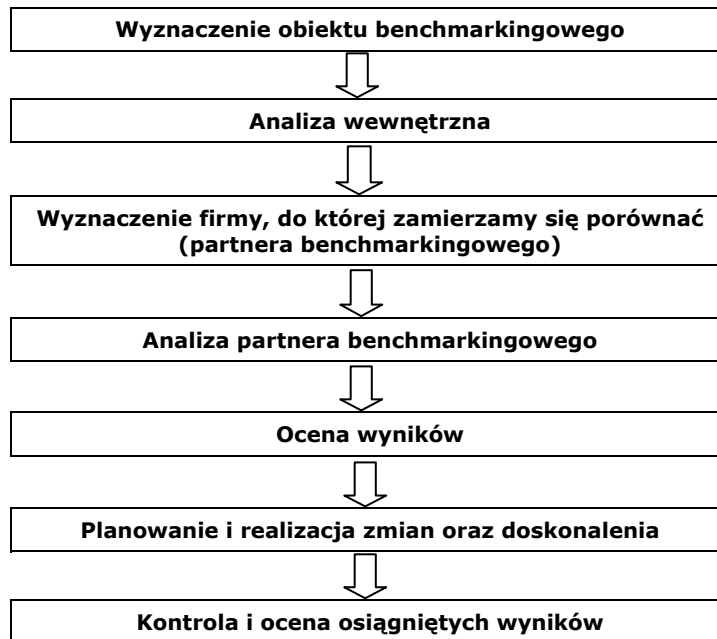 Wyznaczenie obiektu benchmarkingowego
Analiza wewnętrzna
Wyznaczenie firmy, do której zamierzamy się porównać
(partnera benchmarkingowego)
Analiza partnera benchmarkingowego
Ocena wyników
Planowanie i realizacja zmian oraz doskonalenia
Kontrola i ocena osiągniętych wyników